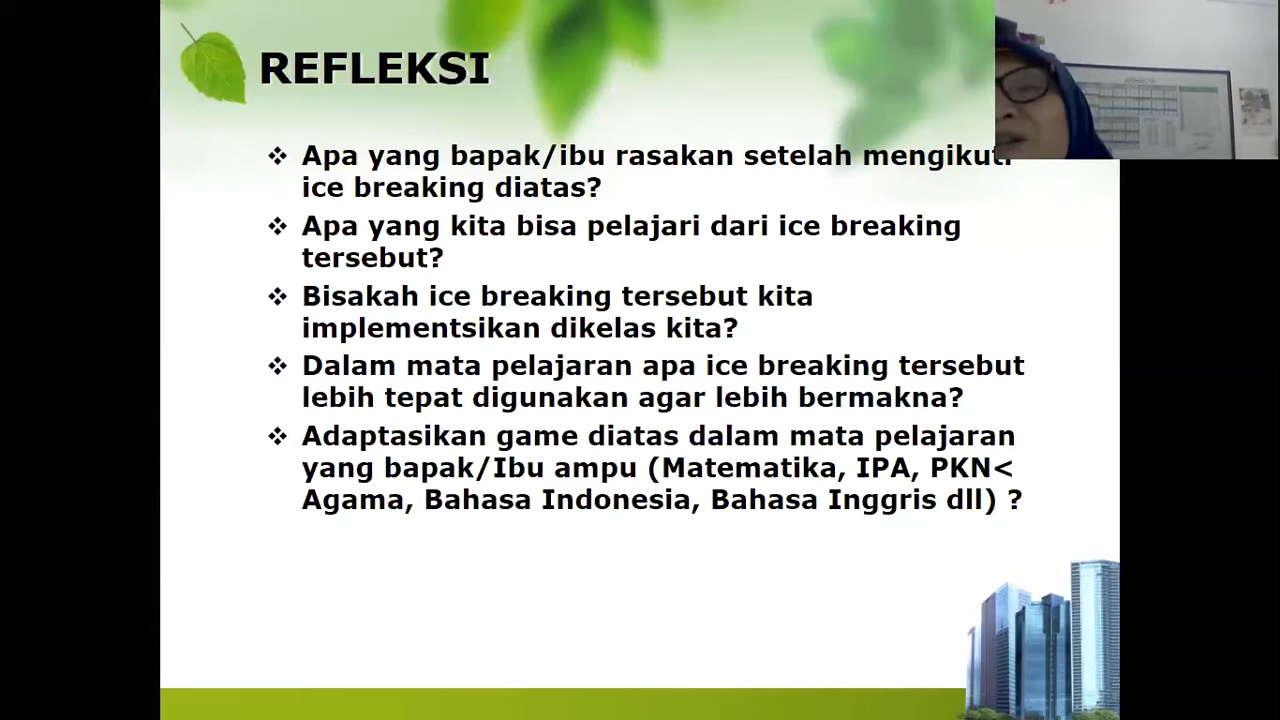 REFLEKSI
❖ Apa yang bapak/ibu rasakan setelah mengikuti
ice breaking diatas?
❖ Apa yang kita bisa pelajari dari ice breaking
tersebut?
❖ Bisakah ice breaking tersebut kita
implementsikan dikelas kita?
❖ Dalam mata pelajaran apa ice breaking tersebut
lebih tepat digunakan agar lebih bermakna?
❖ Adaptasikan game diatas dalam mata pelajaran
yang bapak/Ibu ampu (Matematika, IPA, PKN<
Agama, Bahasa Indonesia, Bahasa Inggris dll) ?